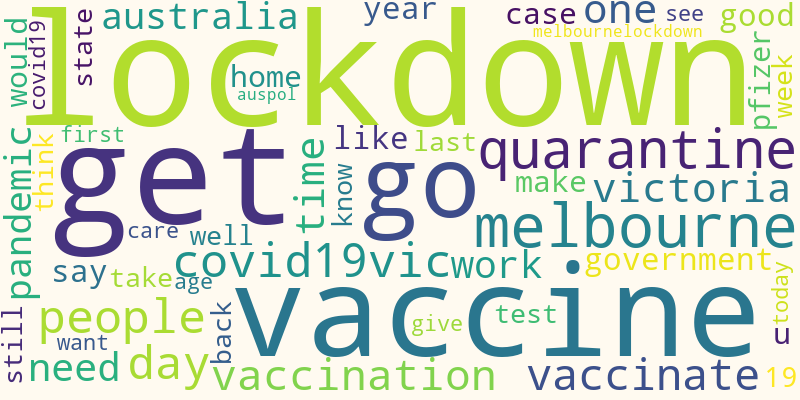 lockdown
australia
year
case
one
see
good
melbournelockdown
would
covid19
state
home
auspol
pfizer
week
pandemic
think
first
get
time
like
know
last
go
quarantine
make
victoria
melbourne
care
well
say
take
age
covid19vic
work
government
today
vaccine
people
still
want
need
day
back
give
test
u
vaccination
vaccinate
19